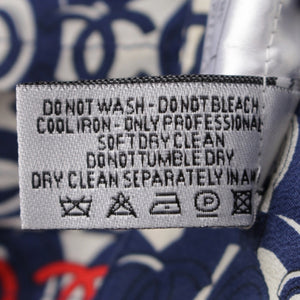 DO NOT WASH - DO NOT BLEACH
COOL IRON - ONLY PROFESSIONAL
SOFT DRY CLEAN
DO NOT TUMBLE DRY
DRY CLEAN SEPARATELY IN A
P